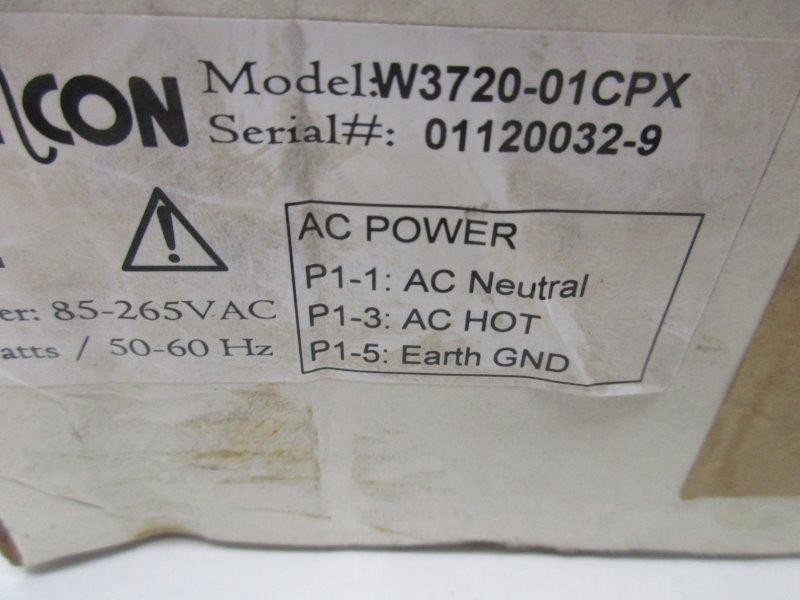 CON
Model:W3720-01CPX
Serial#: 01120032-9
AC POWER
P1-1: AC Neutral
P1-3: AC HOT
P1-5: Earth GND
er: 85-265VAC
atts / 50-60 Hz